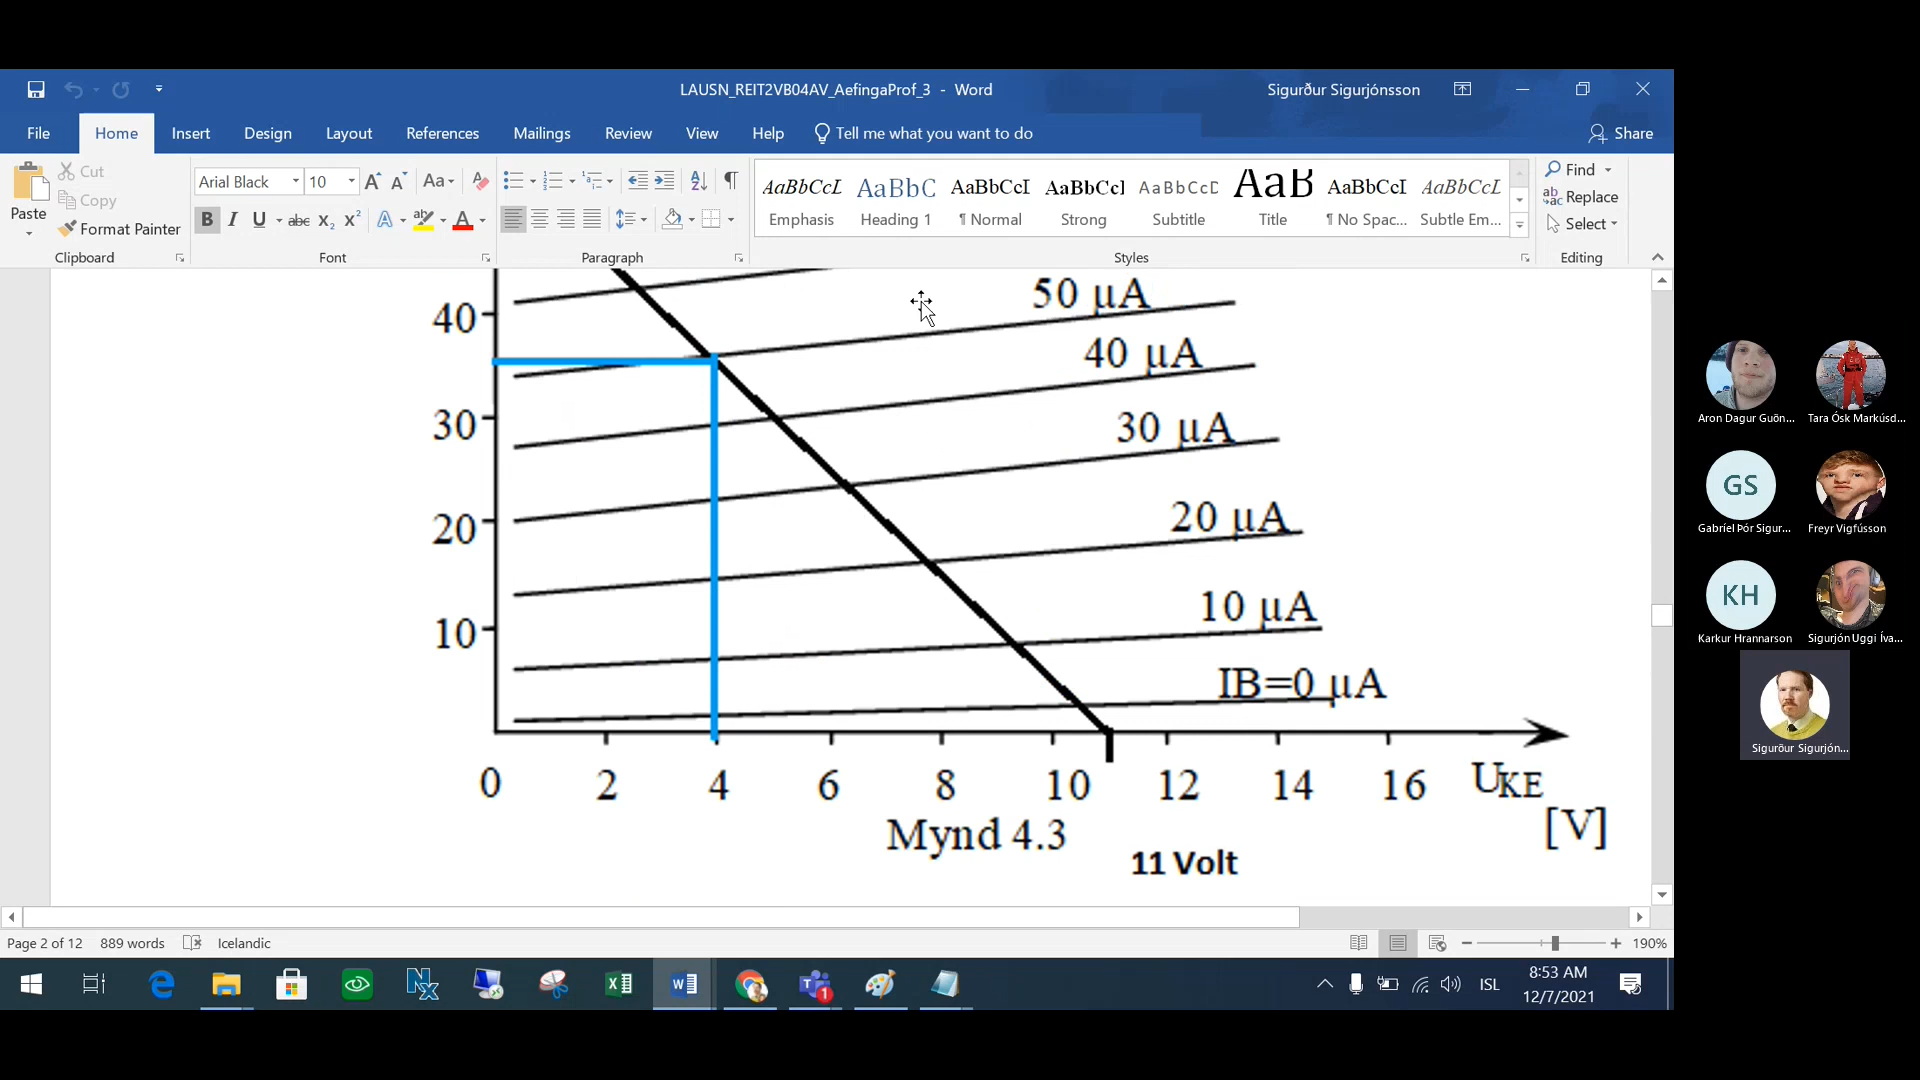 LAUSN_REIT2VB04AV_AefingaProf_3 - Word
Sigurður Sigurjónsson
File Home Insert Design Layout References Mailings Review View Help Tell me what you want to do Share
Paste
Cut
Copy
Format Painter
Clipboard
Arial Black 10
Font
Paragraph
AaBbCcL AaBbC AaBbCcI AaBbCcI AaBbCcD AaB AaBbCcI AaBbCcL
Emphasis Heading 1 ¶ Normal Strong Subtitle Title ¶ No Spac... Subtle Em...
Styles
Find
Replace
Select
Editing
50 µA
40
40 µA
30
30 µA
20
20 µA
10
10 µA
IB=0 µA
0 2 4 6 8 10 12 14 16 UKE
[V]
Mynd 4.3
11 Volt
Page 2 of 12 889 words Icelandic 190%
ISL
8:53 AM
12/7/2021
Aron Dagur Guðn...
Tara Ósk Markúsd...
GS
Gabríel Þór Sigur...
Freyr Vigfússon
KH
Karkur Hrannarson
Sigurjón Uggi Íva...
Sigurður Sigurjón...